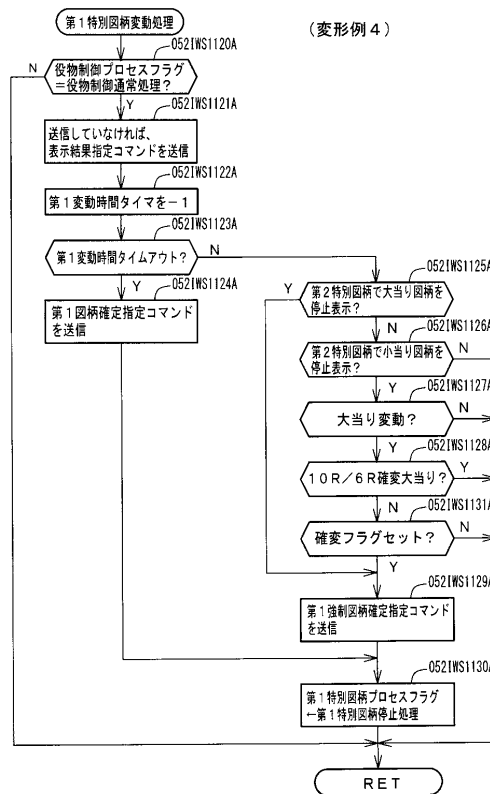 第1特別図柄変動処理
(変形例4)
052IWS1120A
N
役物制御プロセスフラグ
＝役物制御通常処理？
Y
052IWS1121A
送信していなければ、
表示結果指定コマンドを送信
052IWS1122A
第1変動時間タイマを－1
052IWS1123A
第1変動時間タイムアウト？
N
Y
052IWS1124A
第1図柄確定指定コマンド
を送信
052IWS1125A
Y
第2特別図柄で大当り図柄を
停止表示？
N
052IWS1126A
第2特別図柄で小当り図柄を
停止表示？
N
Y
052IWS1127A
大当り変動？
N
Y
052IWS1128A
10R／6R確変大当り？
Y
N
052IWS1131A
確変フラグセット？
N
Y
052IWS1129A
第1強制図柄確定指定コマンド
を送信
052IWS1130A
第1特別図柄プロセスフラグ
←第1特別図柄停止処理
RET